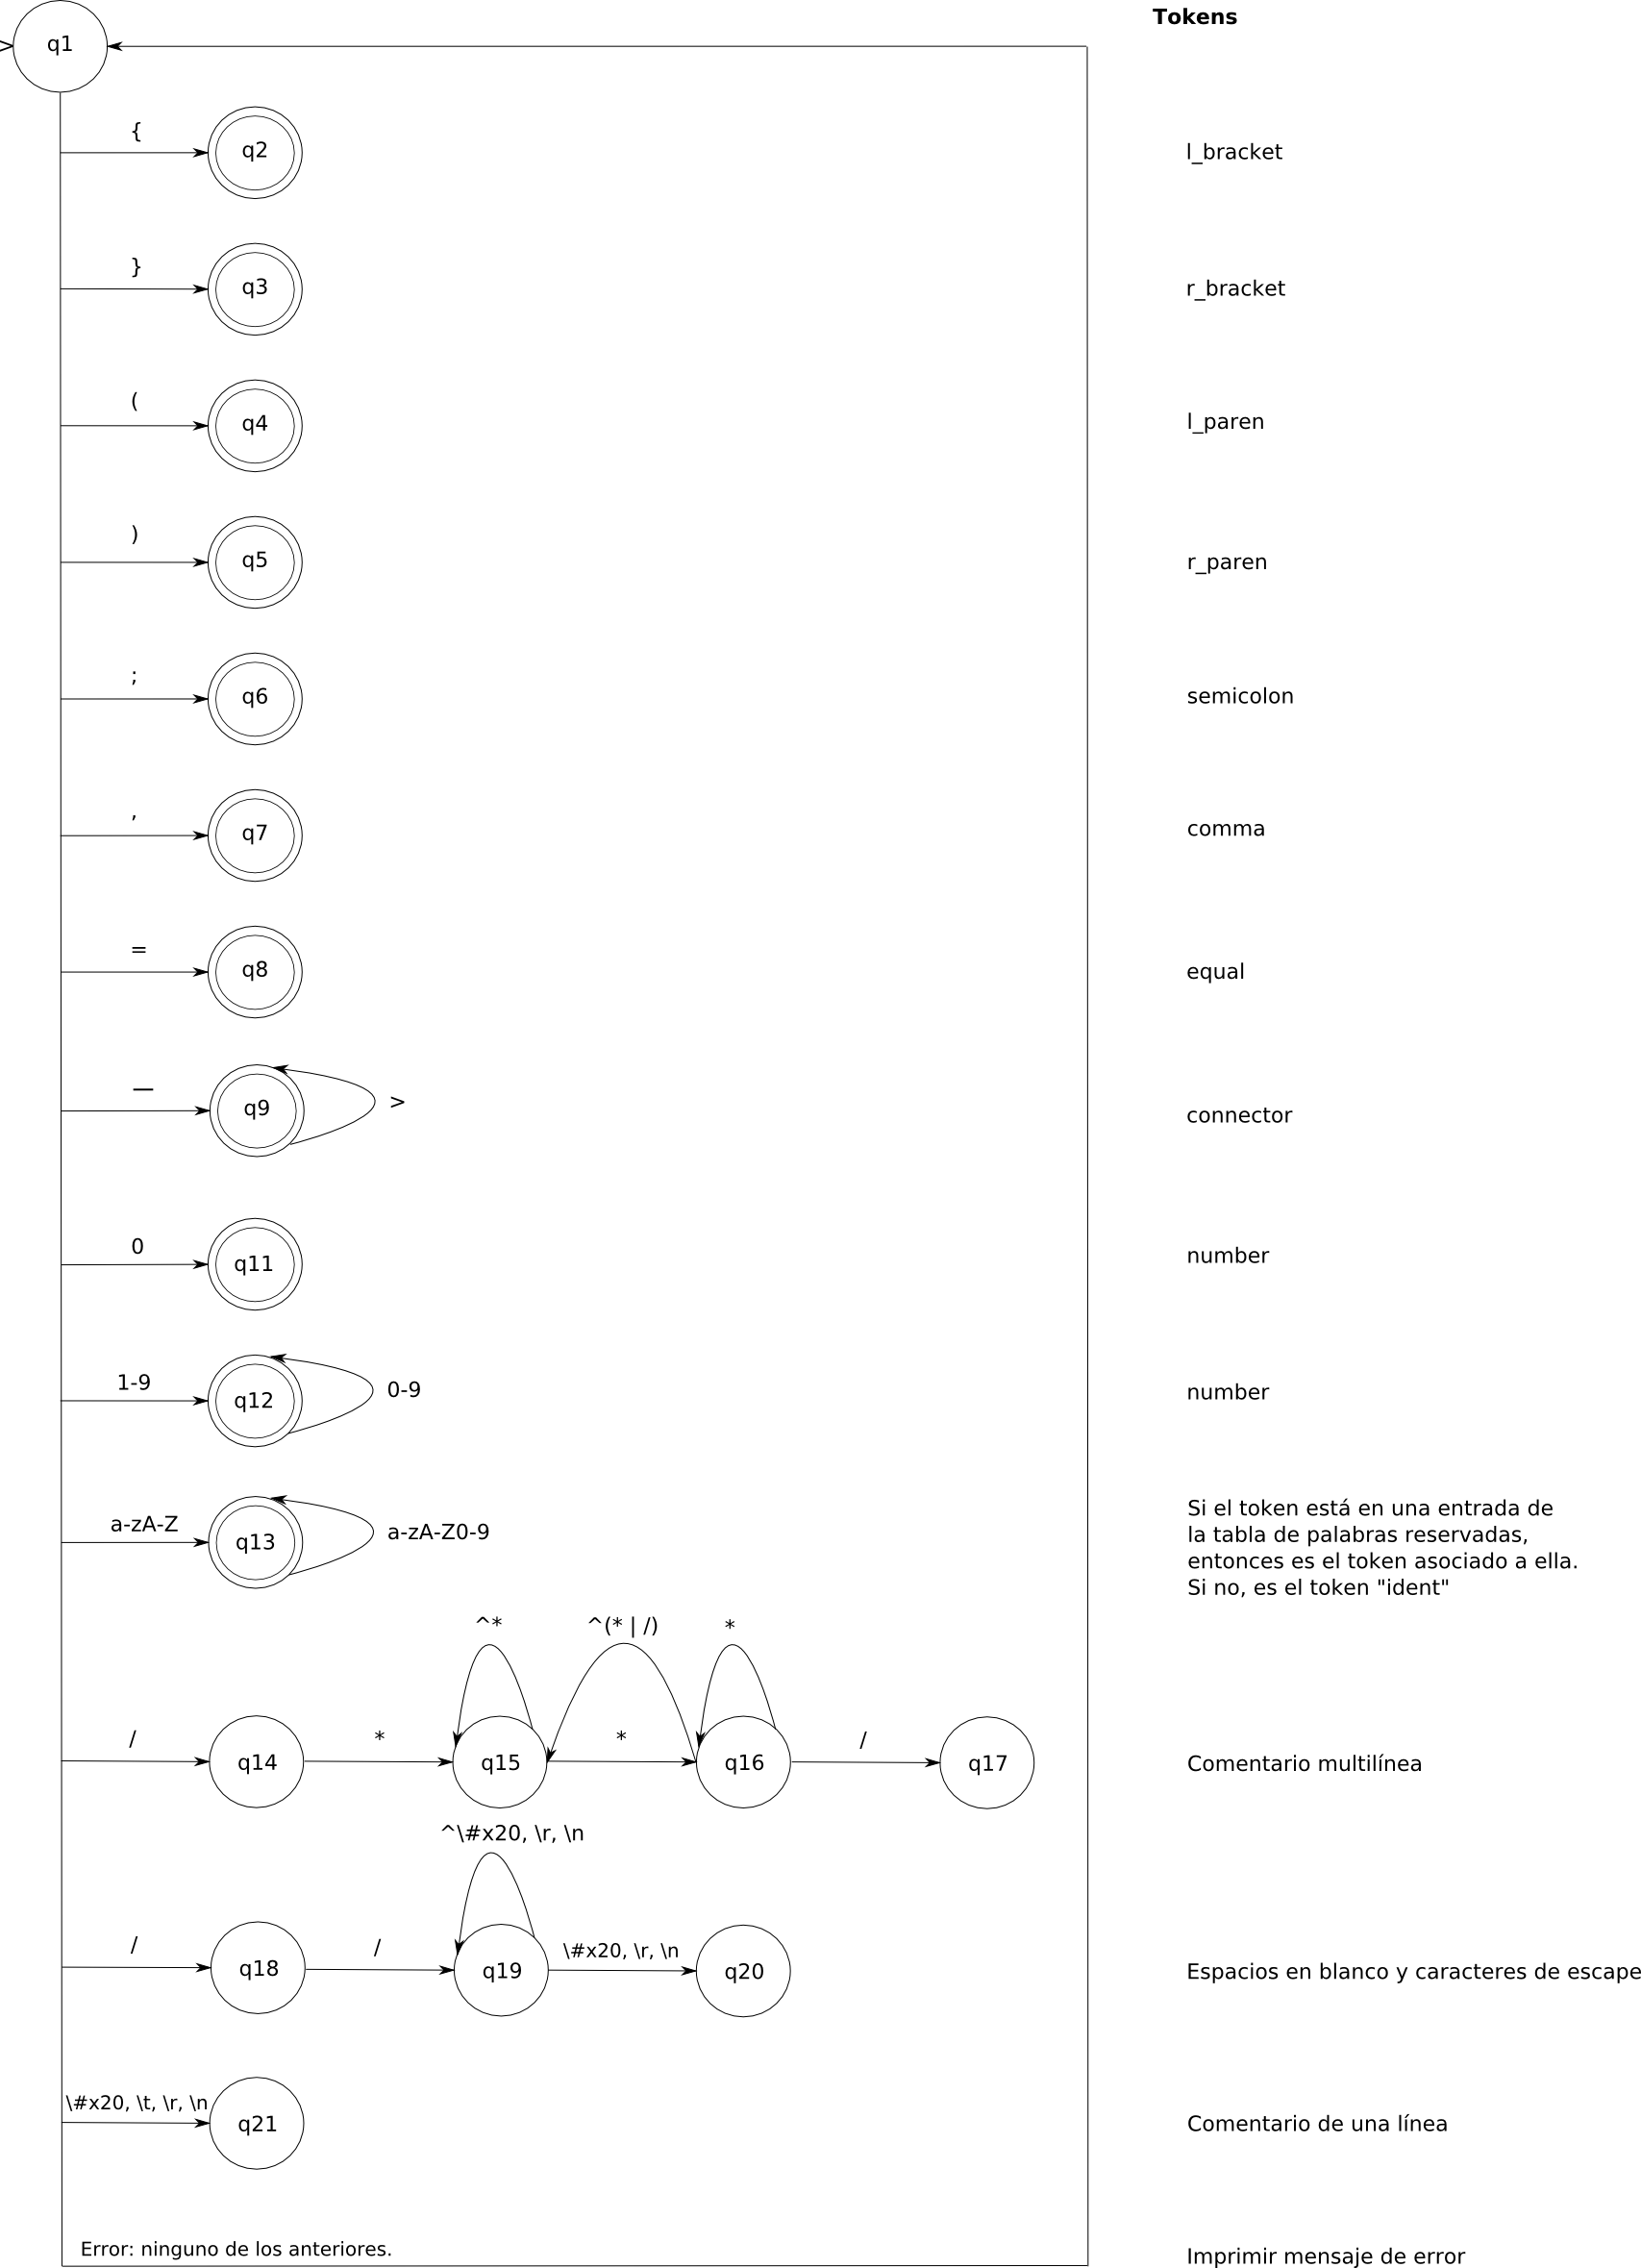 Tokens
>
q1
{
q2
l_bracket
}
q3
r_bracket
(
q4
l_paren
)
q5
r_paren
;
q6
semicolon
,
q7
comma
=
q8
equal
—
q9
>
connector
0
q11
number
1-9
q12
0-9
number
a-zA-Z
q13
a-zA-Z0-9
Si el token está en una entrada de
la tabla de palabras reservadas,
entonces es el token asociado a ella.
Si no, es el token "ident"
^*
^(* | /)
*
/
q14
*
q15
*
q16
/
q17
Comentario multilínea
^\#x20, \r, \n
/
q18
/
q19
\#x20, \r, \n
q20
Espacios en blanco y caracteres de escape
\#x20, \t, \r, \n
q21
Comentario de una línea
Error: ninguno de los anteriores.
Imprimir mensaje de error